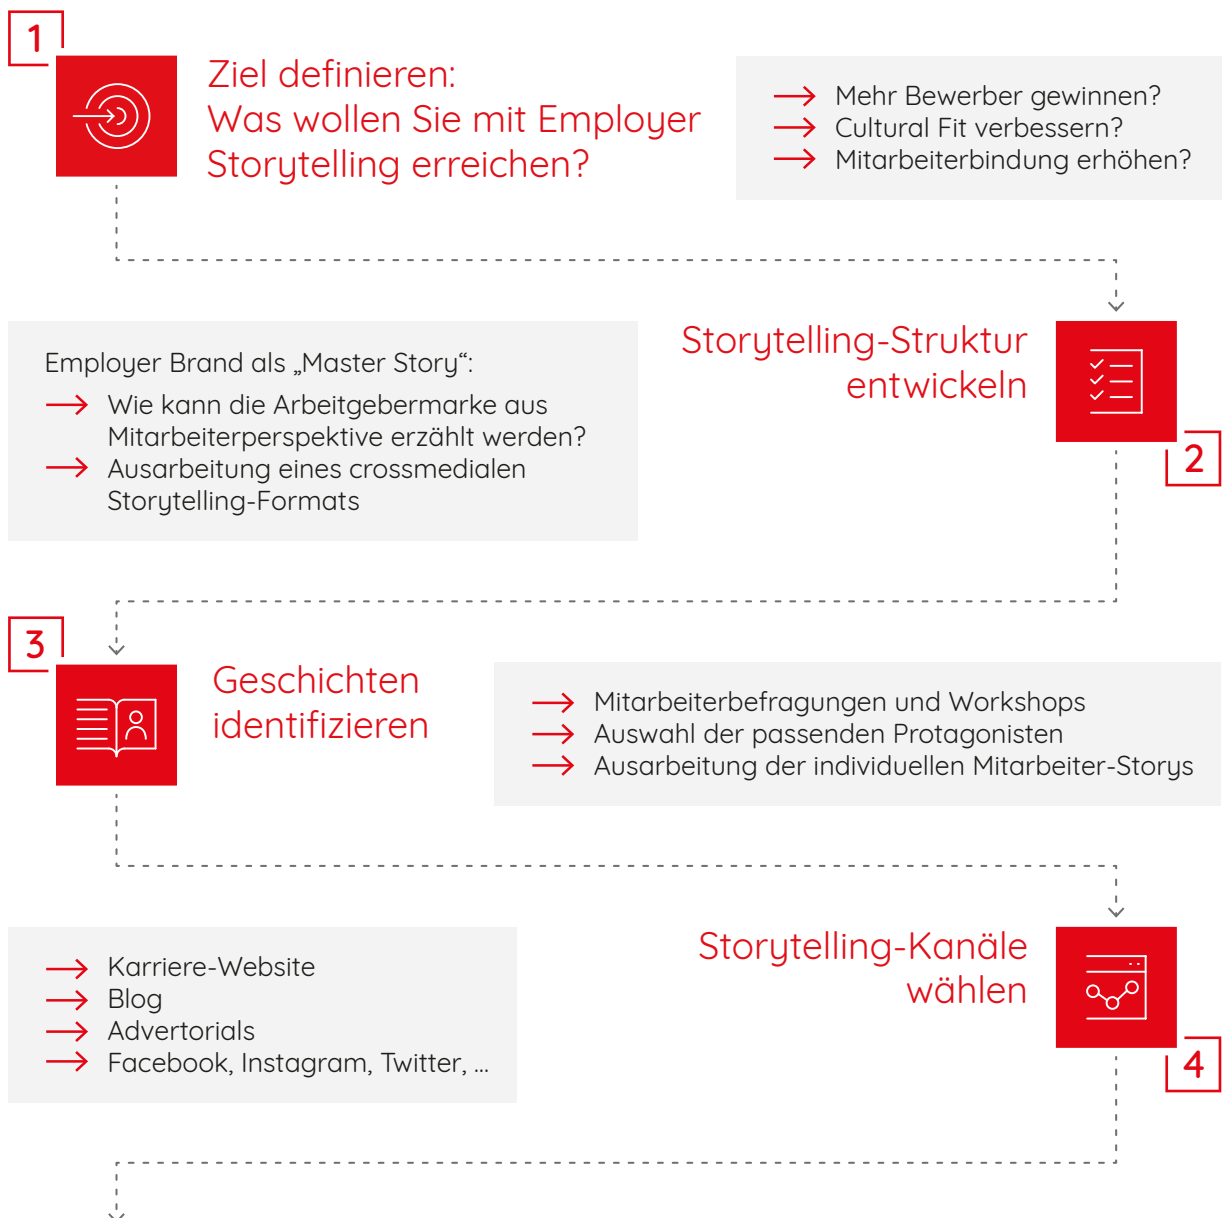 1
Ziel definieren:
Was wollen Sie mit Employer
Storytelling erreichen?
Mehr Bewerber gewinnen?
Cultural Fit verbessern?
Mitarbeiterbindung erhöhen?
Storytelling-Struktur
entwickeln
2
Employer Brand als „Master Story“:
Wie kann die Arbeitgebermarke aus
Mitarbeiterperspektive erzählt werden?
Ausarbeitung eines crossmedialen
Storytelling-Formats
3
Geschichten
identifizieren
Mitarbeiterbefragungen und Workshops
Auswahl der passenden Protagonisten
Ausarbeitung der individuellen Mitarbeiter-Storys
Storytelling-Kanäle
wählen
4
Karriere-Website
Blog
Advertorials
Facebook, Instagram, Twitter, ...